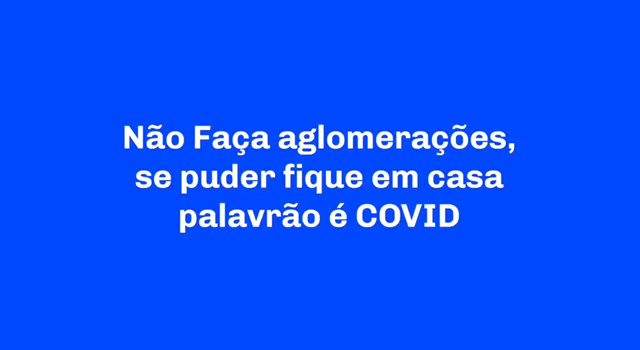 Não Faça aglomerações,
se puder fique em casa
palavrão é COVID